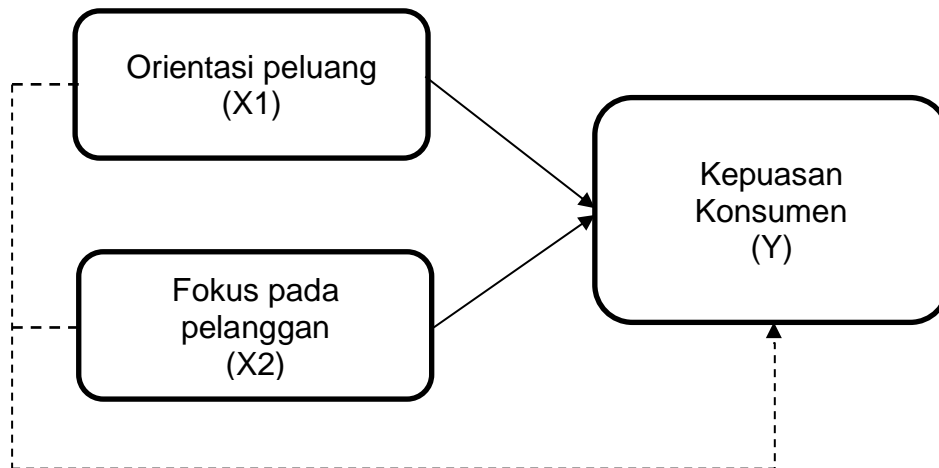 Orientasi peluang
(X1)
Kepuasan
Konsumen
(Y)
Fokus pada
pelanggan
(X2)